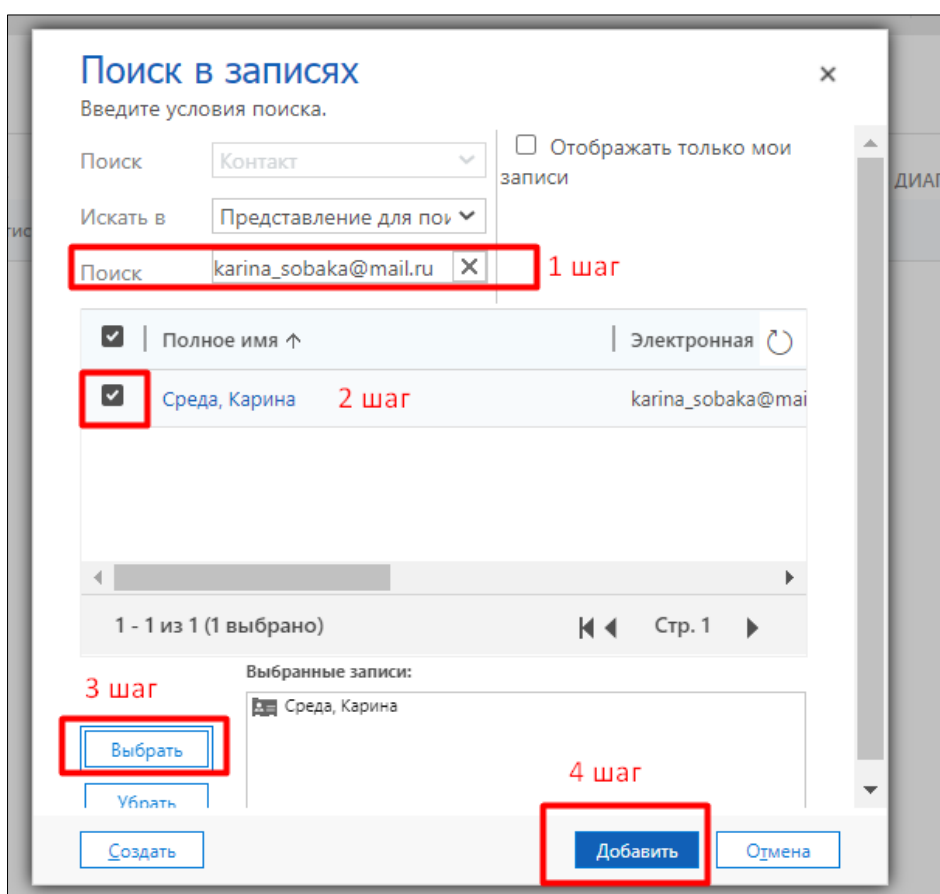 Поиск в записях
Введите условия поиска.
Поиск Контакт
Отображать только мои записи
Искать в Представление для пои
Поиск karina_sobaka@mail.ru 1 шаг
Полное имя ↑ Электронная
Среда, Карина 2 шаг karina_sobaka@mai
1 - 1 из 1 (1 выбрано) Стр. 1
Выбранные записи:
3 шаг
Среда, Карина
Выбрать
4 шаг
Убрать
Создать Добавить Отмена